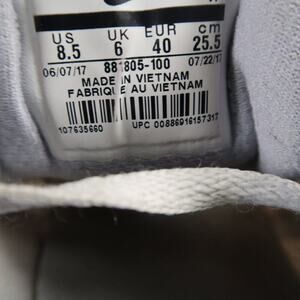 US UK EUR cm
8.5 6 40 25.5
06/07/17 881805-100 07/22/17
MADE IN VIETNAM
FABRIQUE AU VIETNAM
107635660 UPC 00886916157317